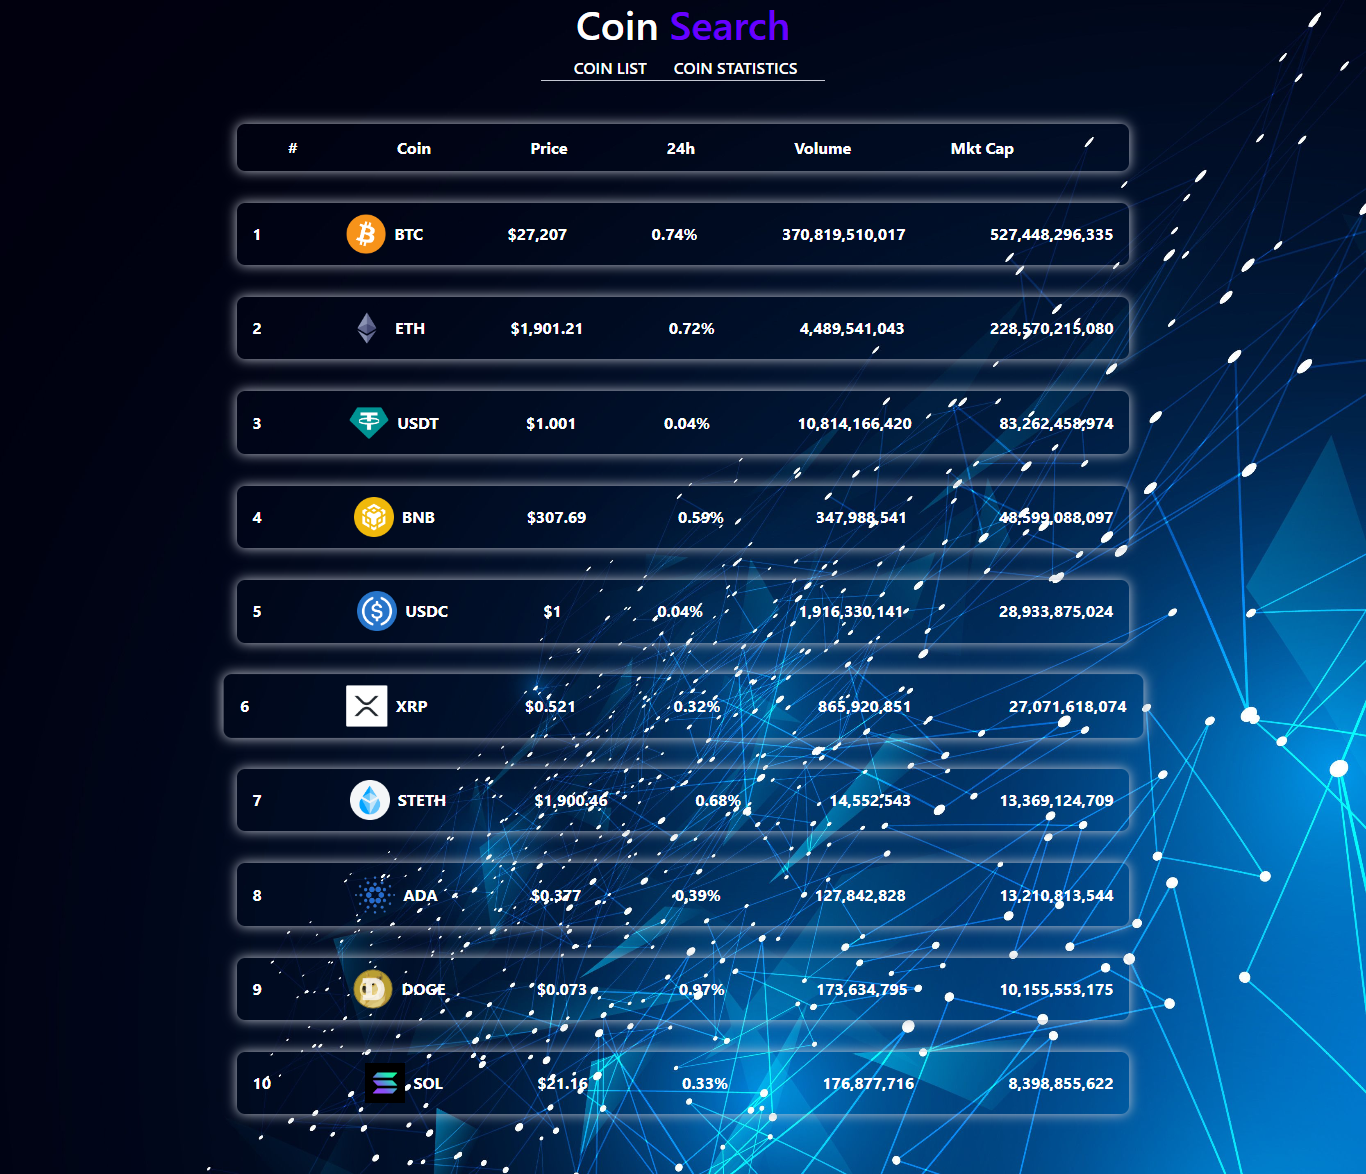 Coin Search
COIN LIST COIN STATISTICS
# Coin Price 24h Volume Mkt Cap
1 BTC $27,207 0.74% 370,819,510,017 527,448,296,335
2 ETH $1,901.21 0.72% 4,489,541,043 228,570,215,080
3 USDT $1.001 0.04% 10,814,166,420 83,262,458,974
4 BNB $307.69 0.59% 347,988,541 48,599,088,097
5 USDC $1 0.04% 1,916,330,141 28,933,875,024
6 XRP $0.521 0.32% 865,920,851 27,071,618,074
7 STETH $1,900.46 0.68% 14,552,543 13,369,124,709
8 ADA $0.377 0.39% 127,842,828 13,210,813,544
9 DOGE $0.073 0.97% 173,634,795 10,155,553,175
10 SOL $21.16 0.33% 176,877,716 8,398,855,622